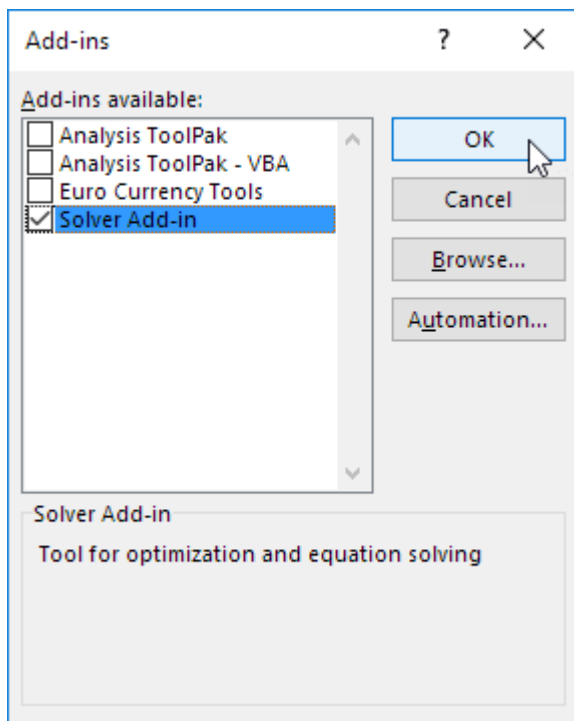 Add-ins
?
Add-ins available:
Analysis ToolPak
Analysis ToolPak - VBA
Euro Currency Tools
Solver Add-in
OK
Cancel
Browse...
Automation...
Solver Add-in
Tool for optimization and equation solving